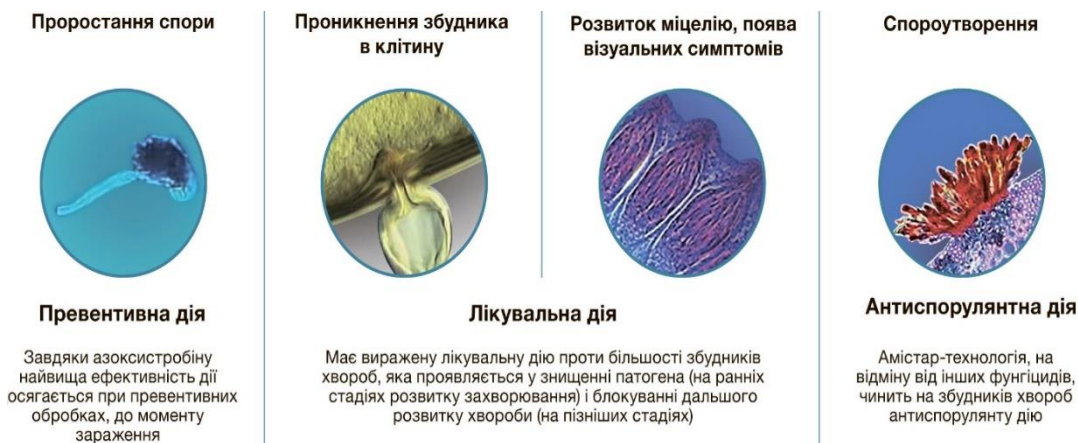 Проростання спори
Проникнення збудника
в клітину
Розвиток міцелію, поява
візуальних симптомів
Спороутворення
Превентивна дія
Завдяки азоксистробіну
найвища ефективність дії
осягається при превентивних
обробках, до моменту
зараження
Лікувальна дія
Має виражену лікувальну дію проти більшості збудників
хвороб, яка проявляється у знищенні патогена (на ранніх
стадіях розвитку захворювання) і блокуванні дальшого
розвитку хвороби (на пізніших стадіях)
Антиспорулянтна дія
Амістар-технологія, на
відміну від інших фунгіцидів,
чинить на збудників хвороб
антиспорулянту дію